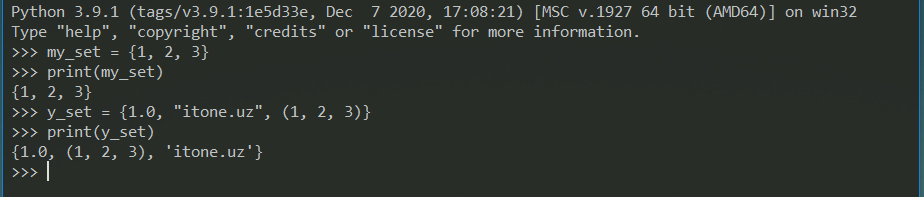 Python 3.9.1 (tags/v3.9.1:1e5d33e, Dec  7 2020, 17:08:21) [MSC v.1927 64 bit (AMD64)] on win32
Type "help", "copyright", "credits" or "license" for more information.
>>> my_set = {1, 2, 3}
>>> print(my_set)
{1, 2, 3}
>>> y_set = {1.0, "itone.uz", (1, 2, 3)}
>>> print(y_set)
{1.0, (1, 2, 3), 'itone.uz'}
>>>